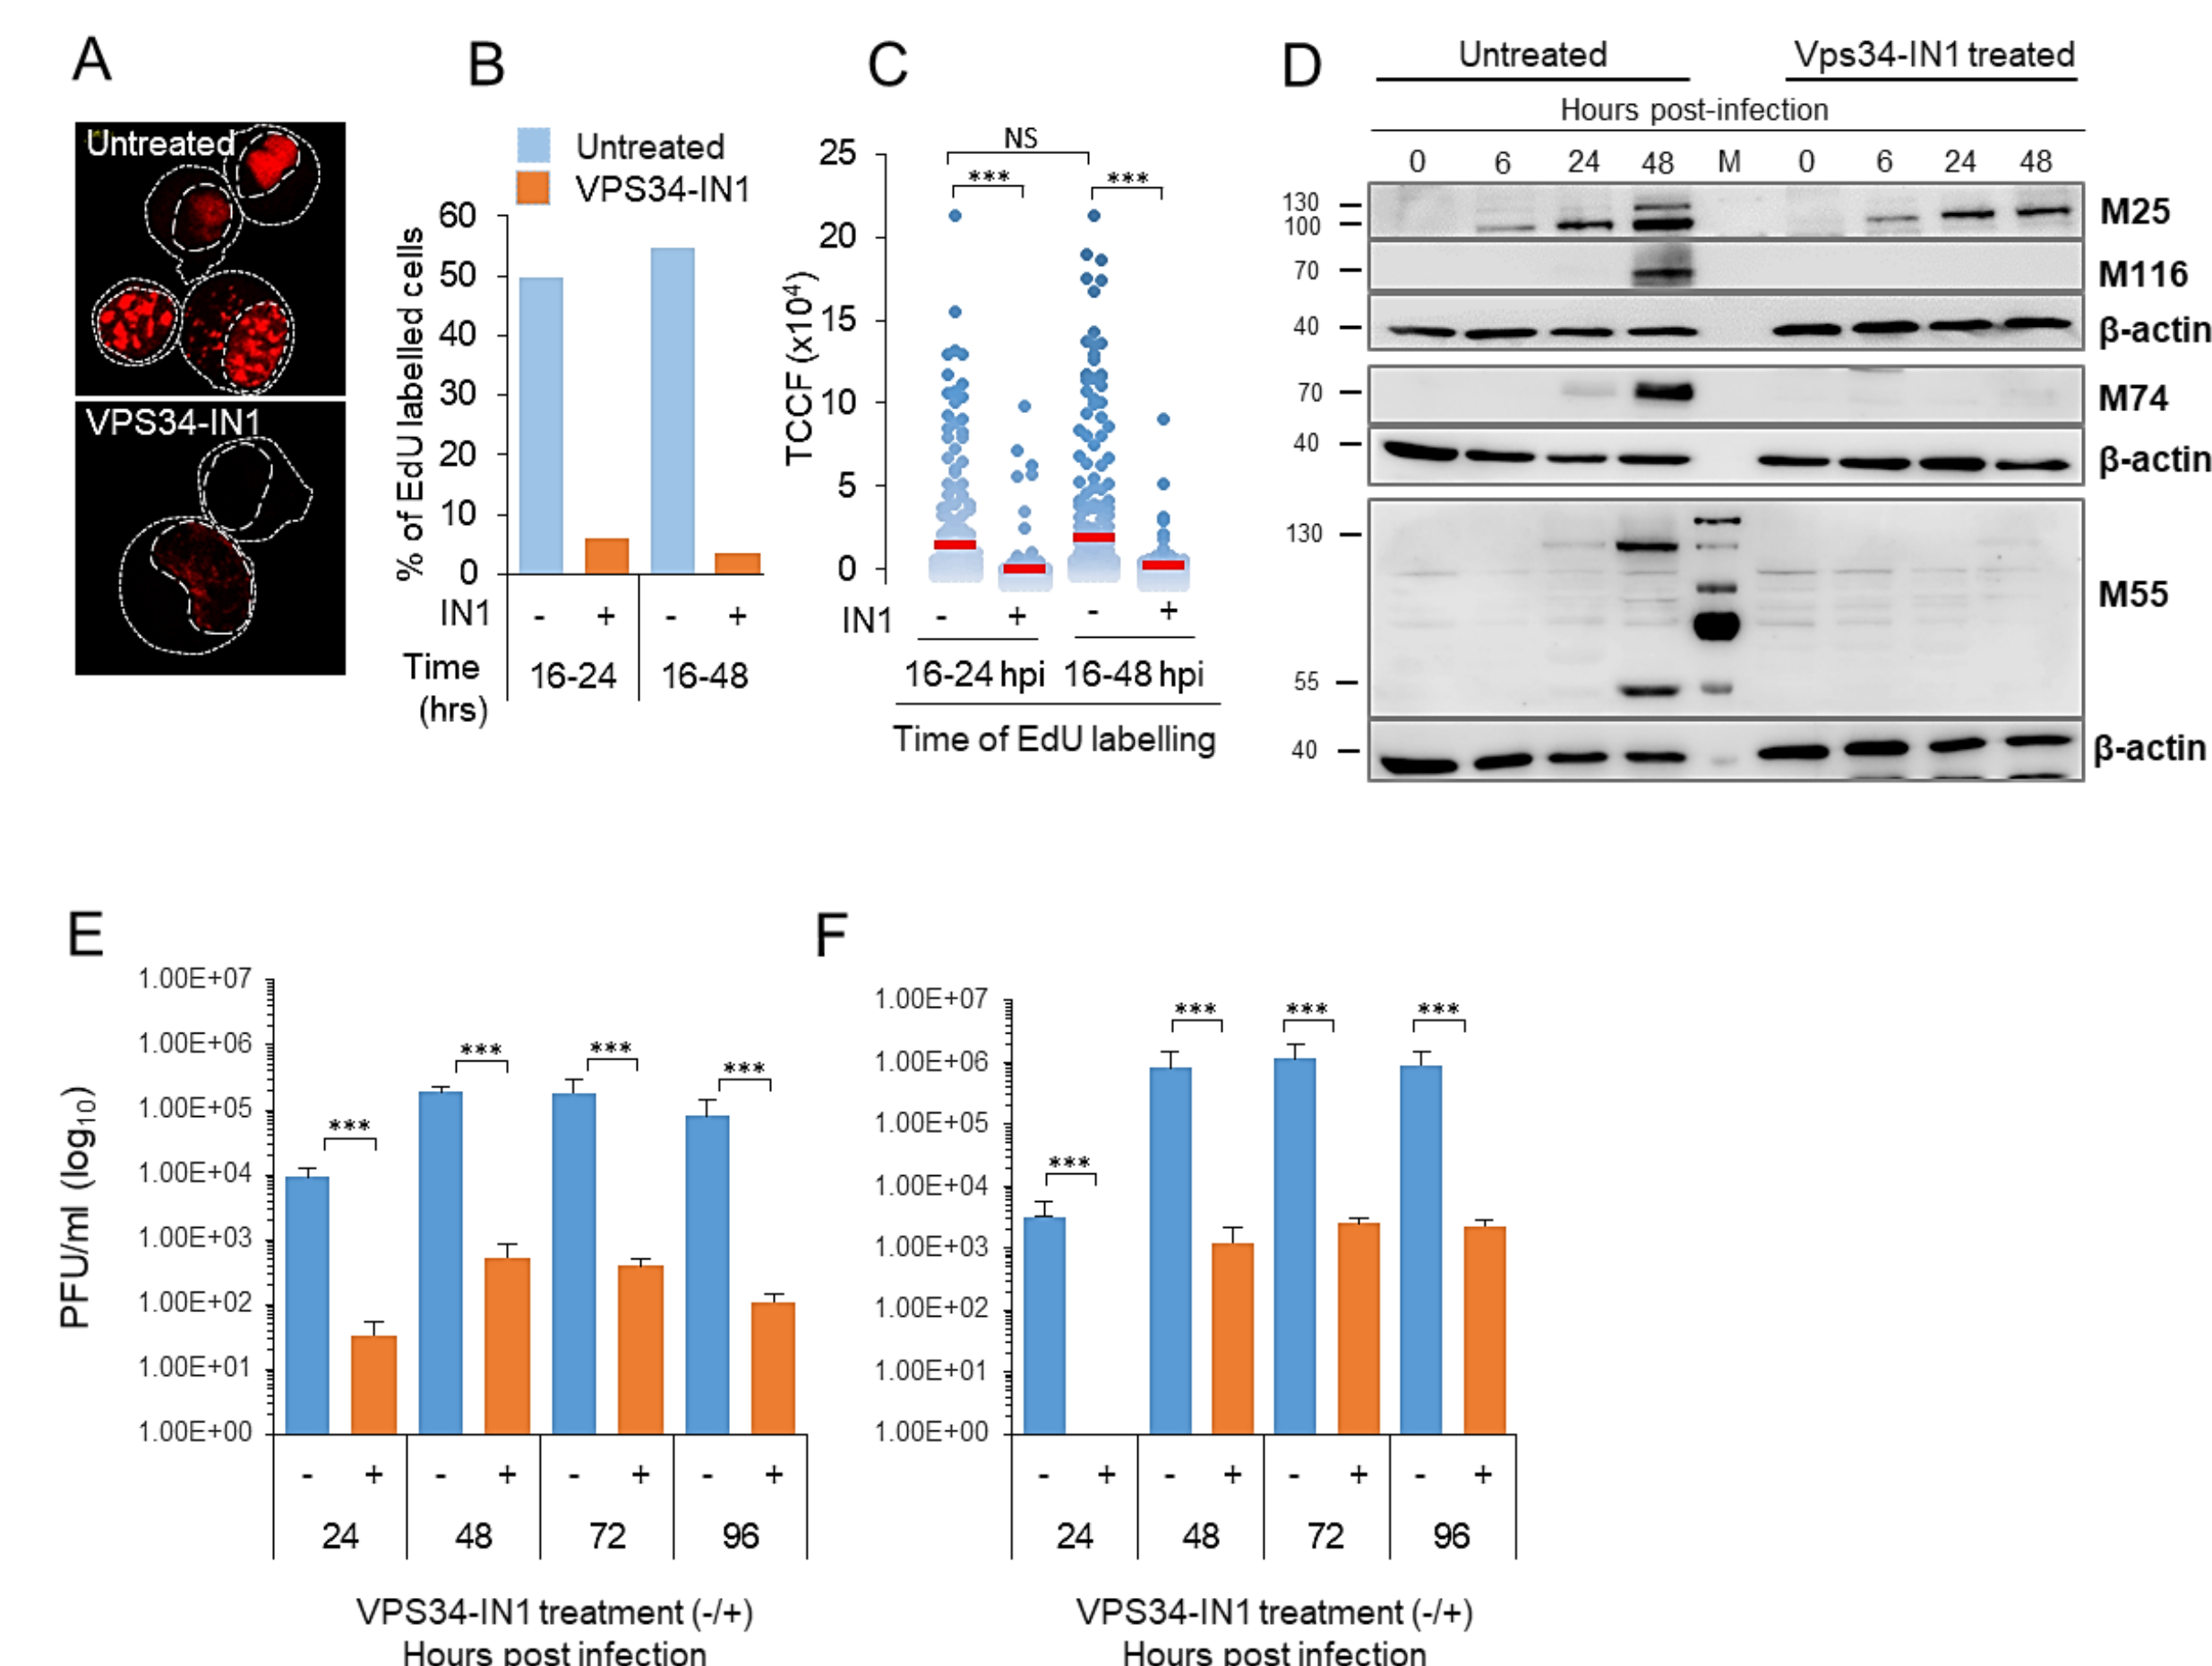 A
Untreated
VPS34-IN1
B
Untreated
VPS34-IN1
% of EdU labelled cells
60
50
40
30
20
10
0
IN1 - + - +
Time (hrs) 16-24 16-48
C
NS
*** ***
TCCF (x10⁴)
25
20
15
10
5
0
IN1 - + - +
16-24 hpi 16-48 hpi
Time of EdU labelling
D
Untreated Vps34-IN1 treated
Hours post-infection
0 6 24 48 M 0 6 24 48
130
100
M25
70
M116
40
β-actin
70
M74
40
β-actin
130
55
M55
40
β-actin
E
PFU/ml (log₁₀)
1.00E+07
1.00E+06
1.00E+05
1.00E+04
1.00E+03
1.00E+02
1.00E+01
1.00E+00
*** *** *** ***
- + - + - + - +
24 48 72 96
VPS34-IN1 treatment (-/+)
Hours post infection
F
1.00E+07
1.00E+06
1.00E+05
1.00E+04
1.00E+03
1.00E+02
1.00E+01
1.00E+00
*** *** *** ***
- + - + - + - +
24 48 72 96
VPS34-IN1 treatment (-/+)
Hours post infection